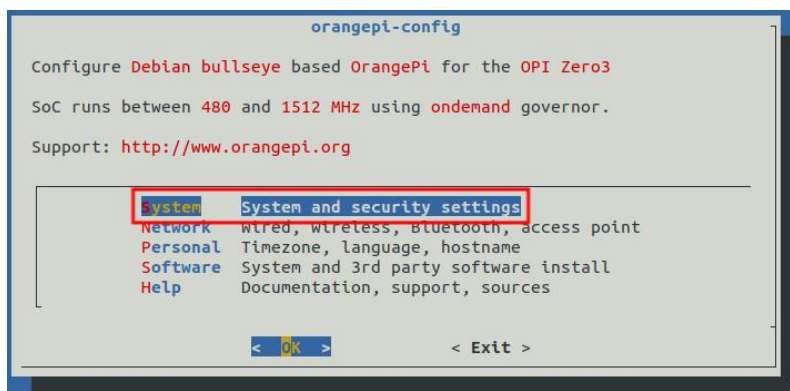 orangepi-config
Configure Debian bullseye based OrangePi for the OPI Zero3
SoC runs between 480 and 1512 MHz using ondemand governor.
Support: http://www.orangepi.org
System System and security settings
Network Wired, Wireless, Bluetooth, access point
Personal Timezone, language, hostname
Software System and 3rd party software install
Help Documentation, support, sources
< OK > < Exit >